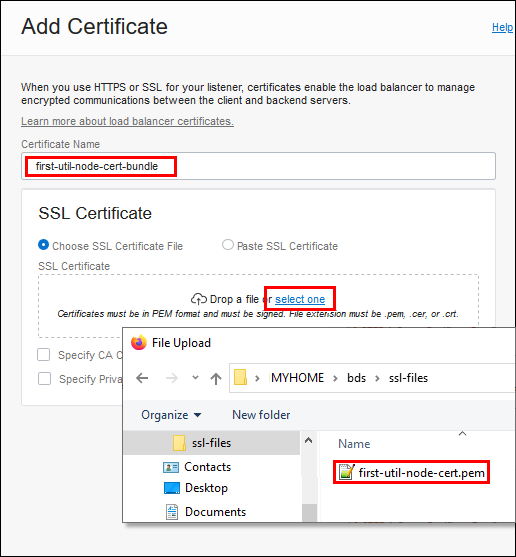 Add Certificate
Help
When you use HTTPS or SSL for your listener, certificates enable the load balancer to manage
encrypted communications between the client and backend servers.
Learn more about load balancer certificates.
Certificate Name
first-util-node-cert-bundle
SSL Certificate
Choose SSL Certificate File
Paste SSL Certificate
SSL Certificate
Drop a file or select one
Certificates must be in PEM format and must be signed. File extension must be .pem, .cer, or .crt.
Specify CA C
Specify Priva
File Upload
MYHOME > bds > ssl-files
Organize
New folder
ssl-files
Contacts
Desktop
Documents
Name
first-util-node-cert.pem